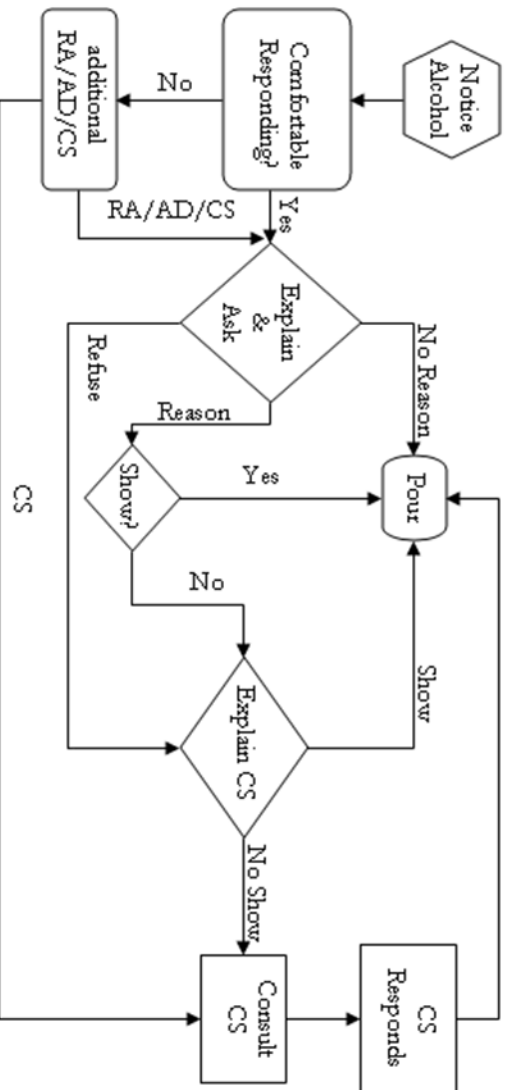 Notice
Alcohol
Comfortable
Responding?
No
additional
RA/AD/CS
Yes
RA/AD/CS
Explain
&
Ask
No Reason
Reason
Refuse
Pour
Show?
Yes
No
CS
Explain CS
Show
No Show
Consult
CS
CS
Responds